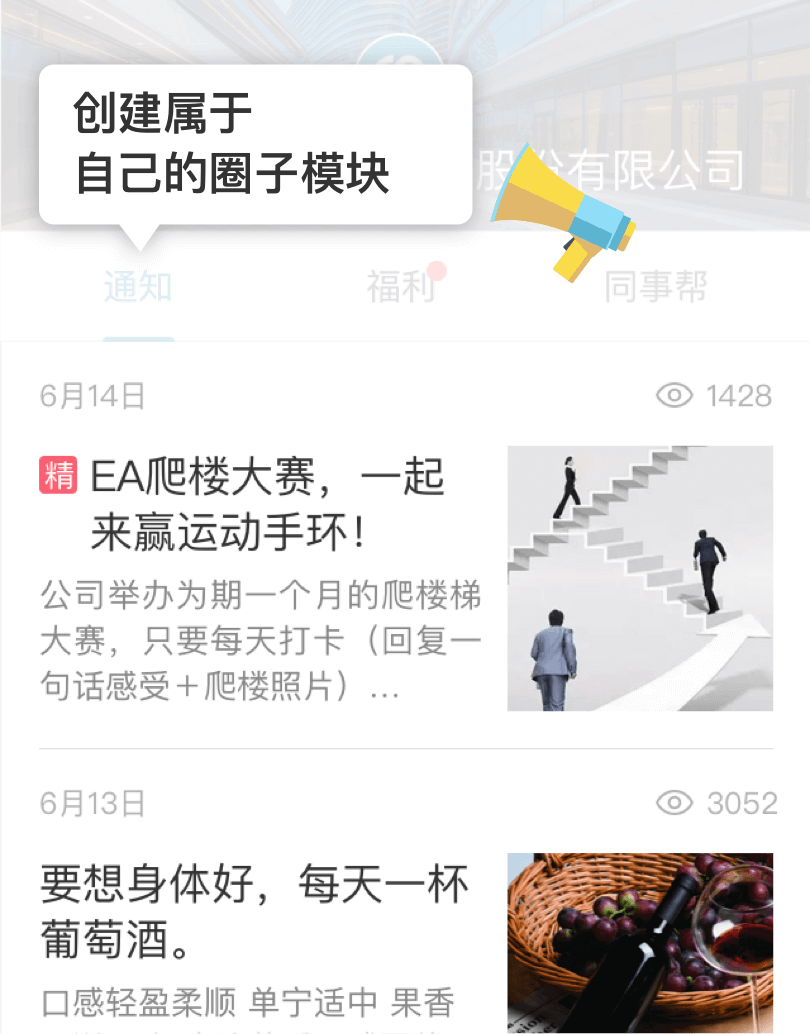 创建属于
自己的圈子模块
股份有限公司
通知
福利
同事帮
6月14日
1428
精 EA爬楼大赛，一起
来赢运动手环！
公司举办为期一个月的爬楼梯
大赛，只要每天打卡（回复一
句话感受＋爬楼照片）…
6月13日
3052
要想身体好，每天一杯
葡萄酒。
口感轻盈柔顺 单宁适中 果香